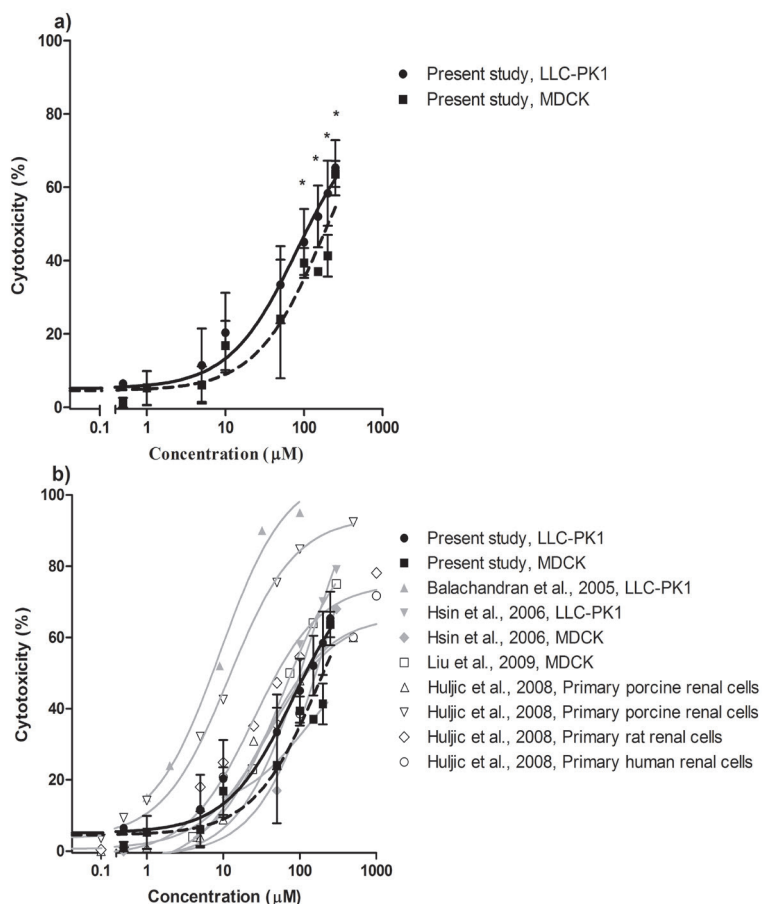 a)
100
80
60
40
20
0
Cytotoxicity (%)
* * * *
0.1 1 10 100 1000
Concentration (μM)
Present study, LLC-PK1
Present study, MDCK
b)
100
80
60
40
20
0
Cytotoxicity (%)
0.1 1 10 100 1000
Concentration (μM)
Present study, LLC-PK1
Present study, MDCK
Balachandran et al., 2005, LLC-PK1
Hsin et al., 2006, LLC-PK1
Hsin et al., 2006, MDCK
Liu et al., 2009, MDCK
Huljic et al., 2008, Primary porcine renal cells
Huljic et al., 2008, Primary porcine renal cells
Huljic et al., 2008, Primary rat renal cells
Huljic et al., 2008, Primary human renal cells